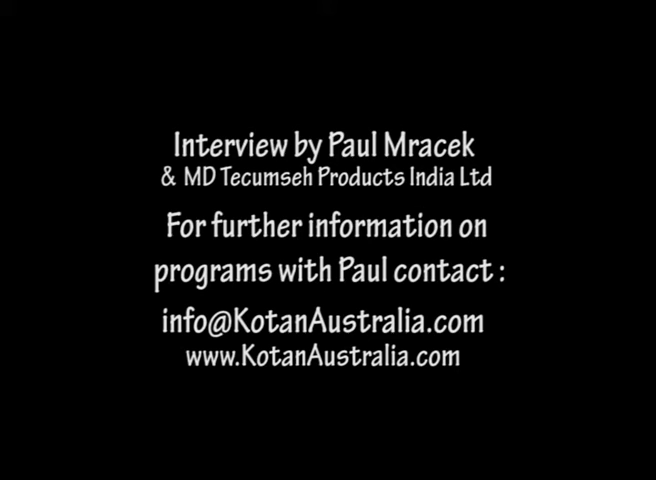 Interview by Paul Mracek
& MD Tecumseh Products India Ltd
For further information on
programs with Paul contact :
info@KotanAustralia.com
www.KotanAustralia.com